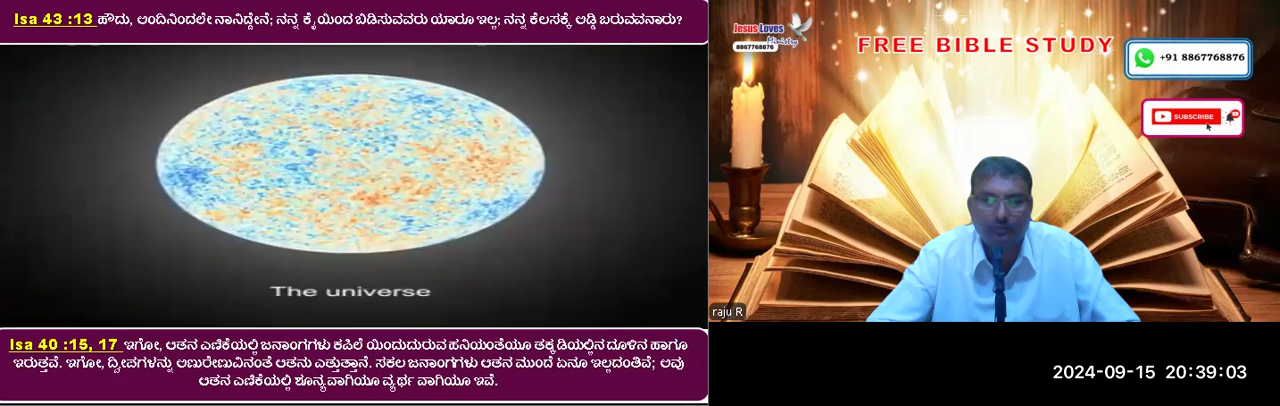 Isa 43 :13 ಹೌದು, ಅಂದಿನಿಂದಲೇ ನಾನಿದ್ದೇನೆ; ನನ್ನ ಕೈಯಿಂದ ಬಿಡಿಸುವವರು ಯಾರೂ ಇಲ್ಲ; ನನ್ನ ಕೆಲಸಕ್ಕೆ ಅಡ್ಡಿ ಬರುವವನಾರು?
The universe
Isa 40 :15, 17 ಇಗೋ, ಆತನ ಎಣಿಕೆಯಲ್ಲಿ ಜನಾಂಗಗಳು ಕಪಿಲೆ ಯಿಂದುದುರುವ ಹನಿಯಂತೆಯೂ ತಕ್ಕಡಿಯಲ್ಲಿನ ದೂಳಿನ ಹಾಗೂ
ಇರುತ್ತವೆ. ಇಗೋ, ದ್ವೀಪಗಳನ್ನು ಅಣುರೇಣುವಿನಂತೆ ಆತನು ಎತ್ತುತ್ತಾನೆ. ಸಕಲ ಜನಾಂಗಗಳು ಆತನ ಮುಂದೆ ಏನೂ ಇಲ್ಲದಂತಿವೆ; ಅವು
ಆತನ ಎಣಿಕೆಯಲ್ಲಿ ಶೂನ್ಯವಾಗಿಯೂ ವ್ಯರ್ಥ ವಾಗಿಯೂ ಇವೆ.
Jesus Loves
Ministry
8867768876
FREE BIBLE STUDY
+91 8867768876
SUBSCRIBE
raju R
2024-09-15 20:39:03